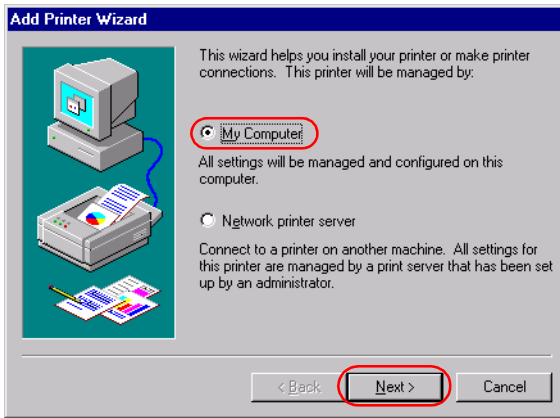 Add Printer Wizard
This wizard helps you install your printer or make printer
connections. This printer will be managed by:
My Computer
All settings will be managed and configured on this
computer.
Network printer server
Connect to a printer on another machine. All settings for
this printer are managed by a print server that has been set
up by an administrator.
< Back
Next >
Cancel